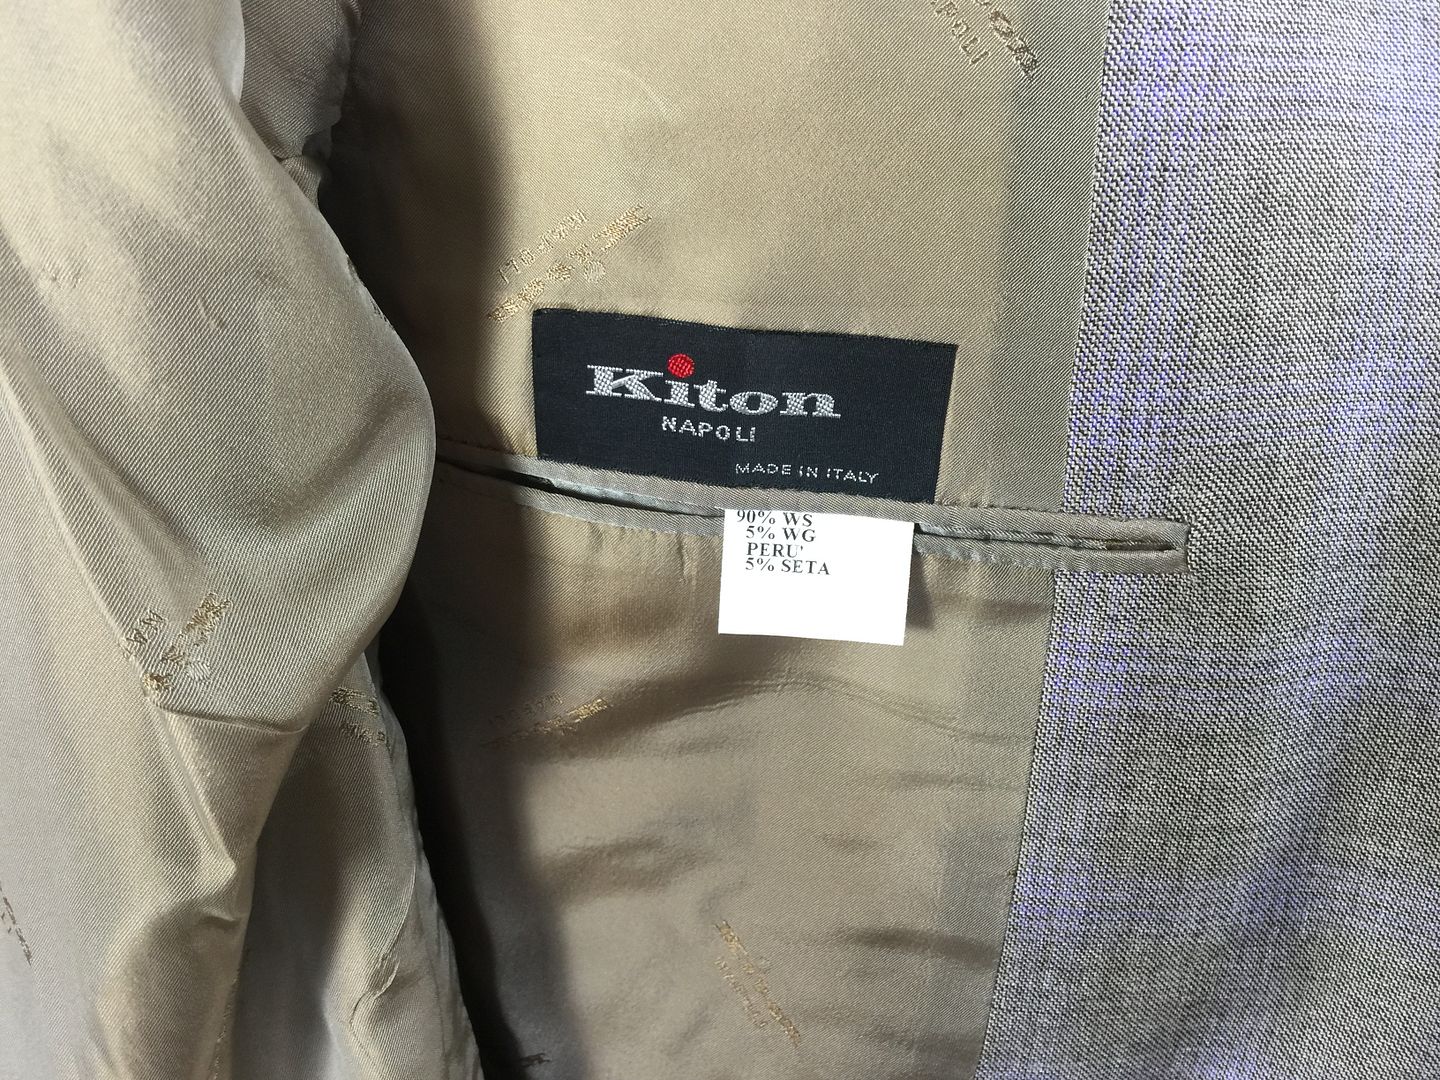 Kiton
NAPOLI
MADE IN ITALY
90% WS
5% WG
PERU'
5% SETA